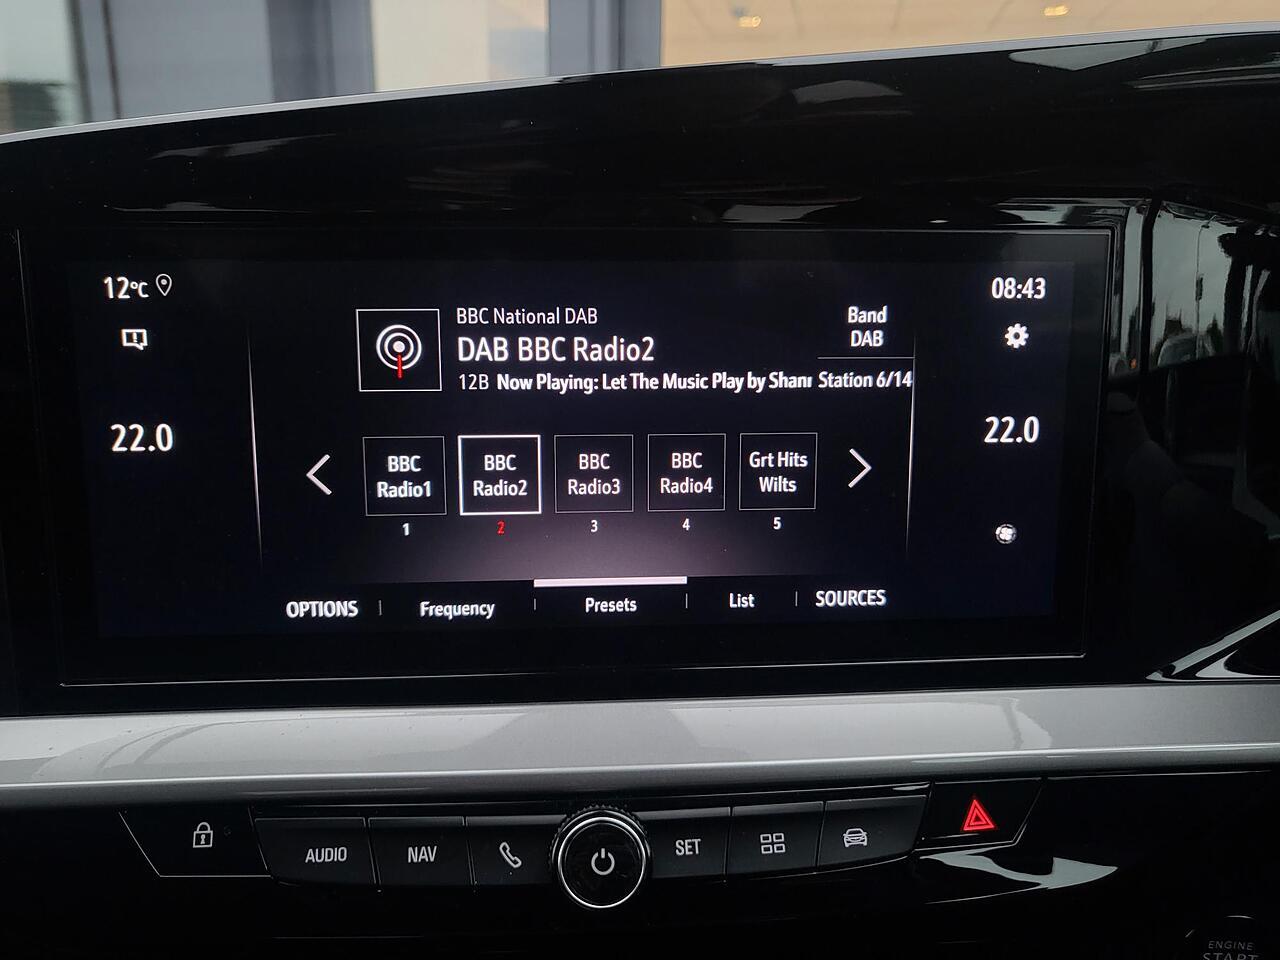 12°C
08:43
BBC National DAB
DAB BBC Radio2
12B Now Playing: Let The Music Play by Shan
Band
DAB
Station 6/14
22.0
22.0
BBC
Radio1
BBC
Radio2
BBC
Radio3
BBC
Radio4
Grt Hits
Wilts
1
2
3
4
5
OPTIONS
Frequency
Presets
List
SOURCES
AUDIO
NAV
SET
ENGINE
START